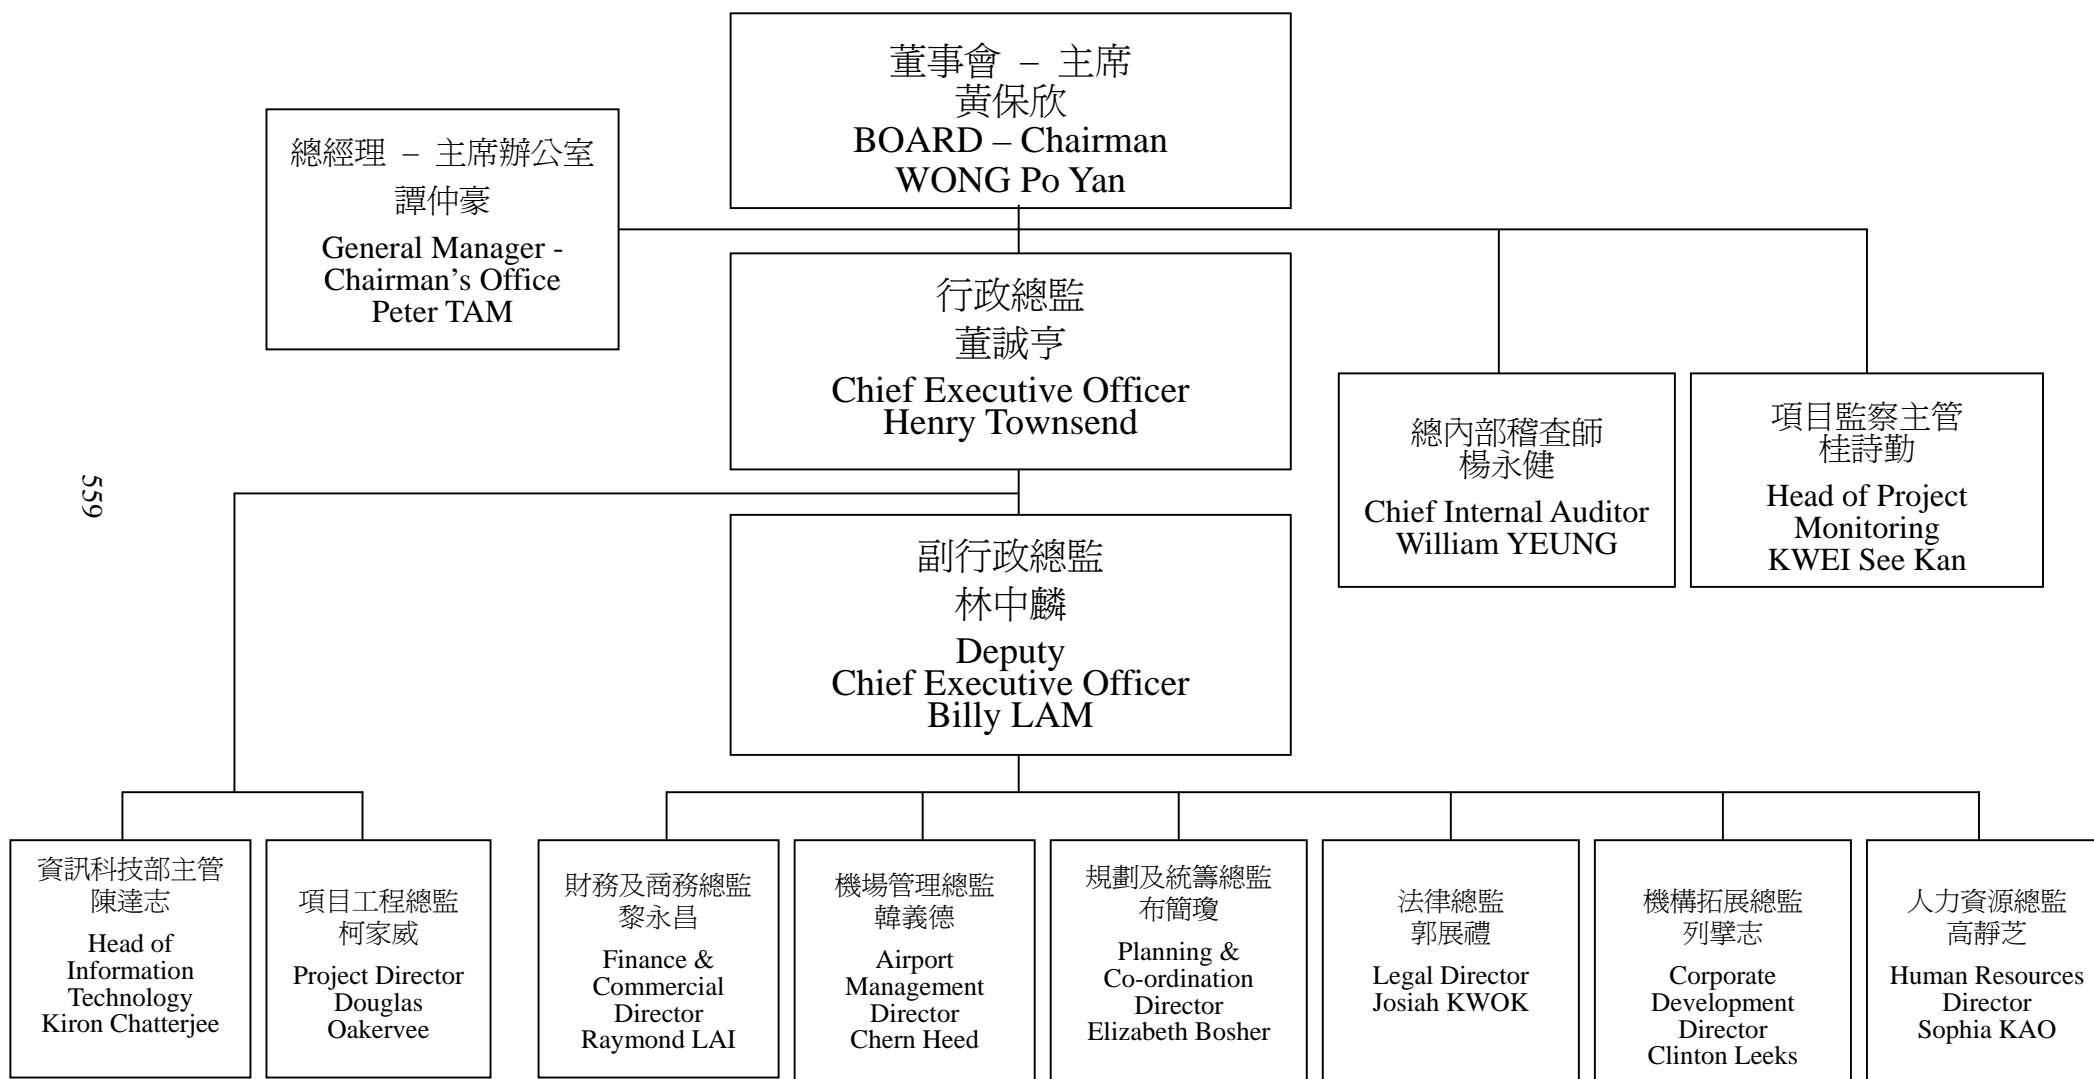 董事會 – 主席
黃保欣
BOARD – Chairman
WONG Po Yan
總經理 – 主席辦公室
譚仲豪
General Manager -
Chairman’s Office
Peter TAM
行政總監
董誠亨
Chief Executive Officer
Henry Townsend
總內部稽查師
楊永健
Chief Internal Auditor
William YEUNG
項目監察主管
桂詩勤
Head of Project
Monitoring
KWEI See Kan
559
副行政總監
林中麟
Deputy
Chief Executive Officer
Billy LAM
資訊科技部主管
陳達志
Head of
Information
Technology
Kiron Chatterjee
項目工程總監
柯家威
Project Director
Douglas
Oakervee
財務及商務總監
黎永昌
Finance &
Commercial
Director
Raymond LAI
機場管理總監
韓義德
Airport
Management
Director
Chern Heed
規劃及統籌總監
布簡瓊
Planning &
Co-ordination
Director
Elizabeth Bosher
法律總監
郭展禮
Legal Director
Josiah KWOK
機構拓展總監
列擎志
Corporate
Development
Director
Clinton Leeks
人力資源總監
高靜芝
Human Resources
Director
Sophia KAO